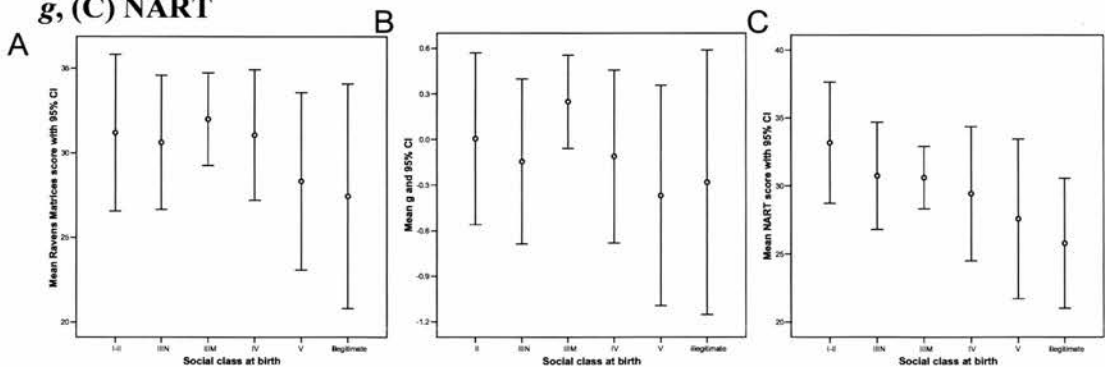 g, (C) NART
A
Mean Ravens Matrices score with 95% CI
35
30
25
20
I-II
IIIN
IIIM
IV
V
illegitimate
Social class at birth
B
Mean g and 95% CI
0.6
0.3
0.0
-0.3
-0.6
-0.9
-1.2
II
IIIN
IIIM
IV
V
illegitimate
Social class at birth
C
Mean NART score with 95% CI
40
35
30
25
20
I-II
IIIN
IIIM
IV
V
illegitimate
Social class at birth